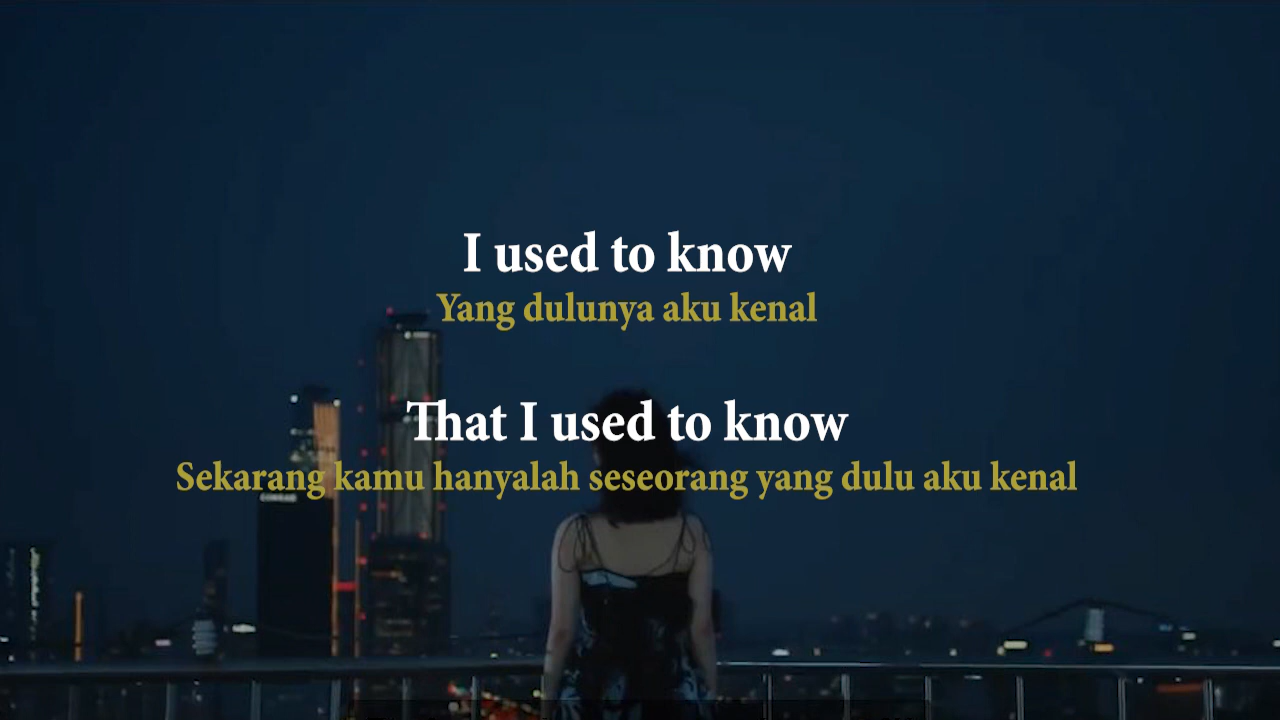 I used to know
Yang dulunya aku kenal
That I used to know
Sekarang kamu hanyalah seseorang yang dulu aku kenal
CONRAD